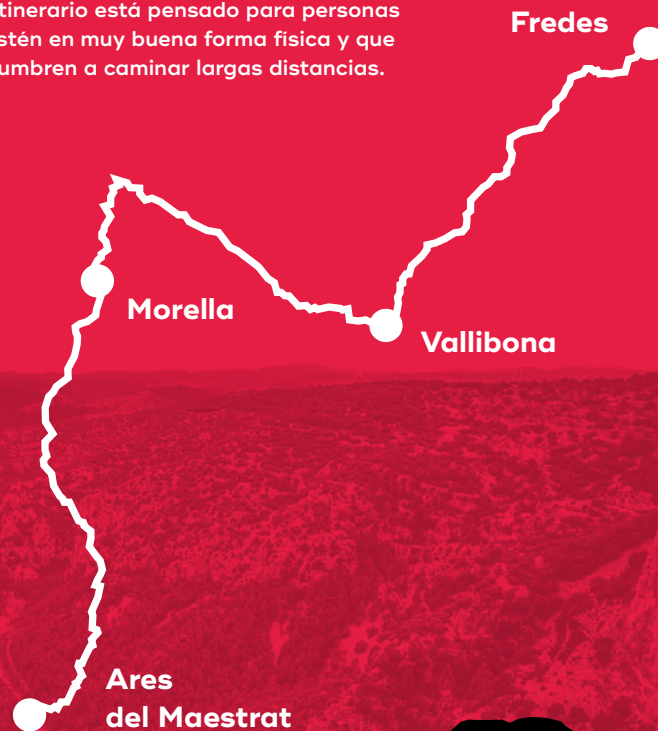 tinerario está pensado para personas
stén en muy buena forma física y que
umbren a caminar largas distancias.
Fredes
Morella
Vallibona
Ares
del Maestrat